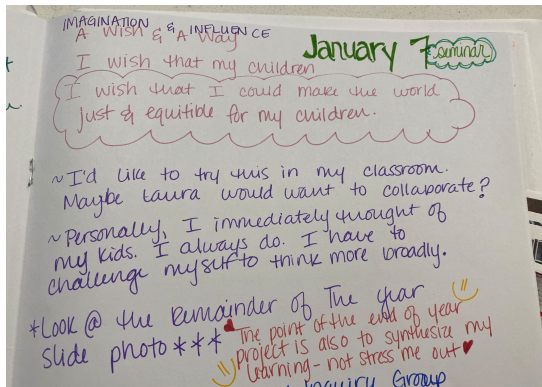 IMAGINATION & INFLUENCE
A Wish & A Way
January 7 seminar
I wish that my children
I wish that I could make the world
just & equitible for my children.
~ I'd like to try this in my classroom.
Maybe Laura would want to collaborate?
~ Personally, I immediately thought of
my kids. I always do. I have to
challenge myself to think more broadly.
*Look @ the remainder of The year
slide photo***
The point of the end of year
project is also to synthesize my
learning - not stress me out
Inquiry Group